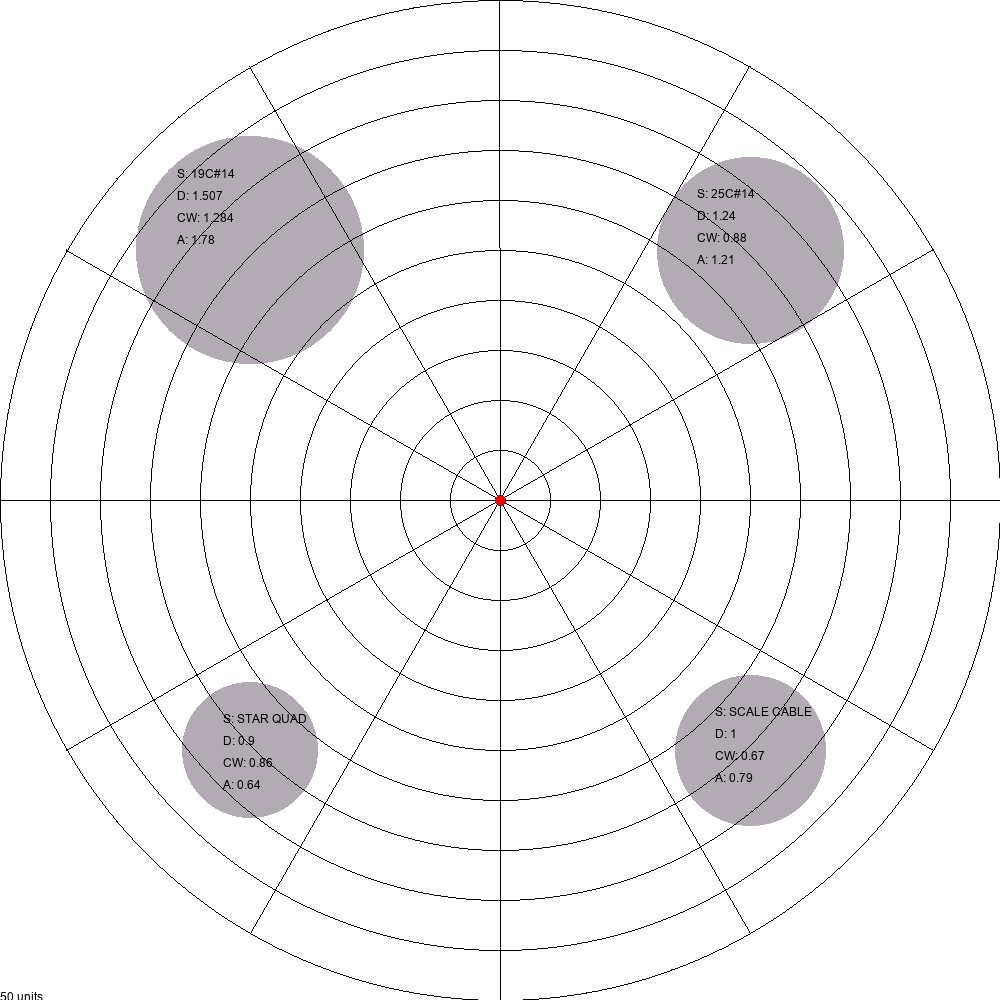 S: 19C#14
D: 1.507
CW: 1.284
A: 1.78
S: 25C#14
D: 1.24
CW: 0.88
A: 1.21
S: STAR QUAD
D: 0.9
CW: 0.86
A: 0.64
S: SCALE CABLE
D: 1
CW: 0.67
A: 0.79
50 units